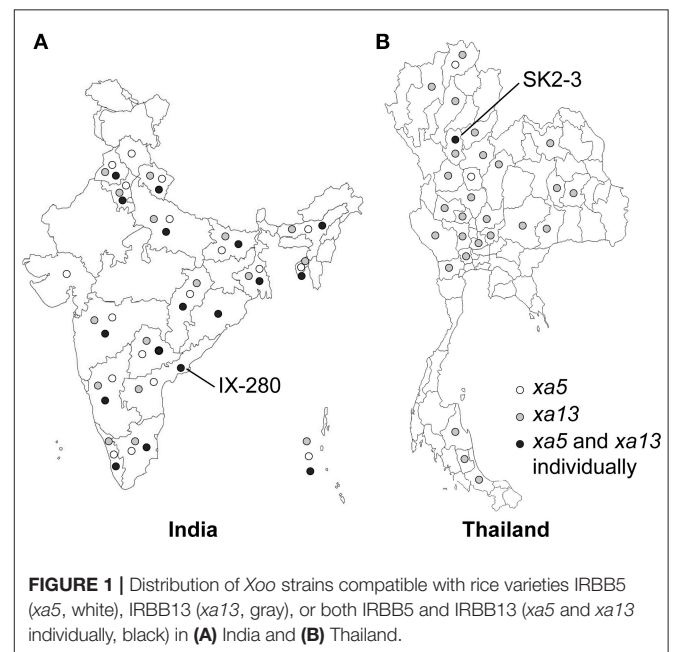 A
B
SK2-3
IX-280
xa5
xa13
xa5 and xa13
individually
India
Thailand
FIGURE 1 | Distribution of Xoo strains compatible with rice varieties IRBB5
(xa5, white), IRBB13 (xa13, gray), or both IRBB5 and IRBB13 (xa5 and xa13
individually, black) in (A) India and (B) Thailand.